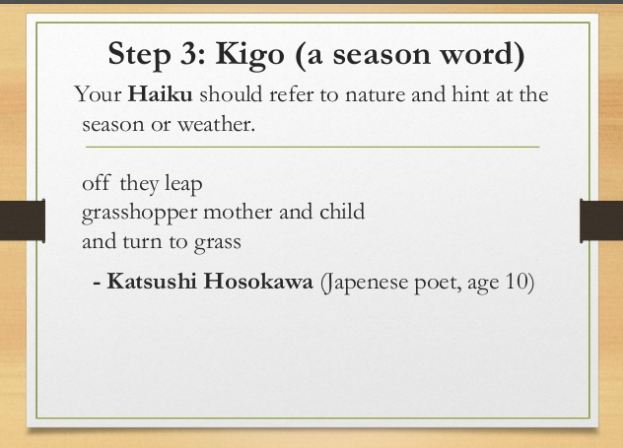 Step 3: Kigo (a season word)
Your Haiku should refer to nature and hint at the
season or weather.
off they leap
grasshopper mother and child
and turn to grass
- Katsushi Hosokawa (Japenese poet, age 10)